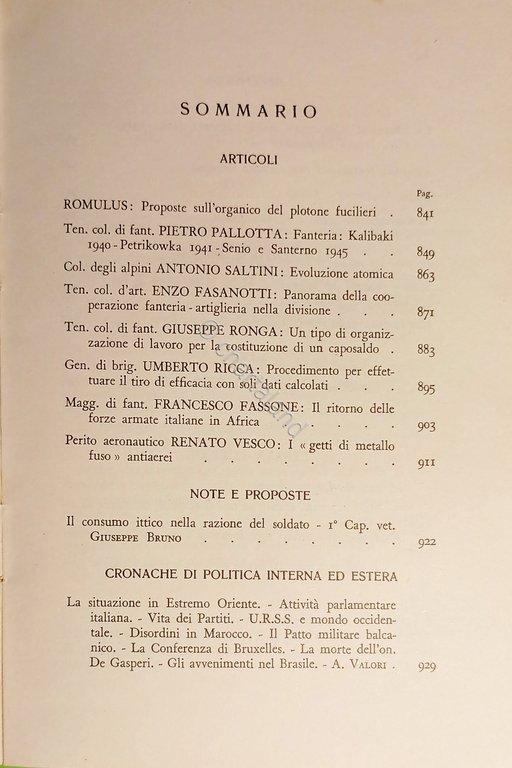 SOMMARIO
ARTICOLI
Pag.
ROMULUS: Proposte sull'organico del plotone fucilieri . 841
Ten. col. di fant. PIETRO PALLOTTA: Fanteria: Kalibaki
1940 - Petrikowka 1941 - Senio e Santerno 1945 . . 849
Col. degli alpini ANTONIO SALTINI: Evoluzione atomica 863
Ten. col. d'art. ENZO FASANOTTI: Panorama della coo-
perazione fanteria - artiglieria nella divisione . . . 871
Ten. col. di fant. GIUSEPPE RONGA: Un tipo di organiz-
zazione di lavoro per la costituzione di un caposaldo . 883
Gen. di brig. UMBERTO RICCA: Procedimento per effet-
tuare il tiro di efficacia con soli dati calcolati . . . 895
Magg. di fant. FRANCESCO FASSONE: Il ritorno delle
forze armate italiane in Africa . . . . . 903
Perito aeronautico RENATO VESCO: I « getti di metallo
fuso » antiaerei . . . . . . . . 911
NOTE E PROPOSTE
Il consumo ittico nella razione del soldato - 1° Cap. vet.
GIUSEPPE BRUNO . . . . . . . . 922
CRONACHE DI POLITICA INTERNA ED ESTERA
La situazione in Estremo Oriente. - Attività parlamentare
italiana. - Vita dei Partiti. - U.R.S.S. e mondo occiden-
tale. - Disordini in Marocco. - Il Patto militare balca-
nico. - La Conferenza di Bruxelles. - La morte dell'on.
De Gasperi. - Gli avvenimenti nel Brasile. - A. VALORI . 929